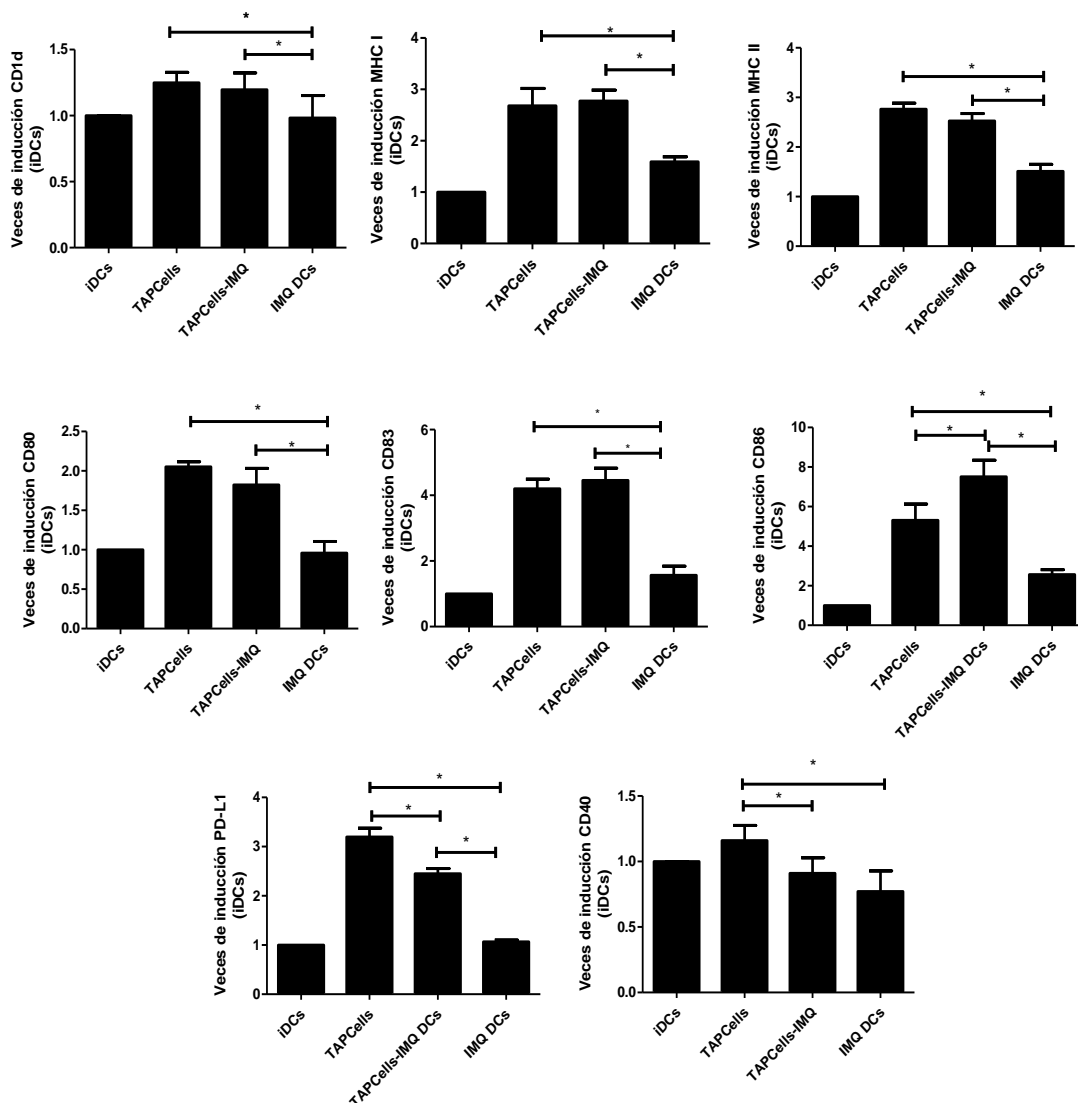 Veces de inducción CD1d
(iDCs)
1.5
1.0
0.5
0.0
*
*
iDCs
TAPCells
TAPCells-IMQ
IMQ DCs
Veces de inducción MHC I
(iDCs)
4
3
2
1
0
*
*
iDCs
TAPCells
TAPCells-IMQ
IMQ DCs
Veces de inducción MHC II
(iDCs)
4
3
2
1
0
*
*
iDCs
TAPCells
TAPCells-IMQ
IMQ DCs
Veces de inducción CD80
(iDCs)
2.5
2.0
1.5
1.0
0.5
0.0
*
*
iDCs
TAPCells
TAPCells-IMQ
IMQ DCs
Veces de inducción CD83
(iDCs)
6
4
2
0
*
*
iDCs
TAPCells
TAPCells-IMQ
IMQ DCs
Veces de inducción CD86
(iDCs)
10
8
6
4
2
0
*
*
*
iDCs
TAPCells
TAPCells-IMQ DCs
IMQ DCs
Veces de inducción PD-L1
(iDCs)
4
3
2
1
0
*
*
*
iDCs
TAPCells
TAPCells-IMQ DCs
IMQ DCs
Veces de inducción CD40
(iDCs)
1.5
1.0
0.5
0.0
*
*
iDCs
TAPCells
TAPCells-IMQ
IMQ DCs